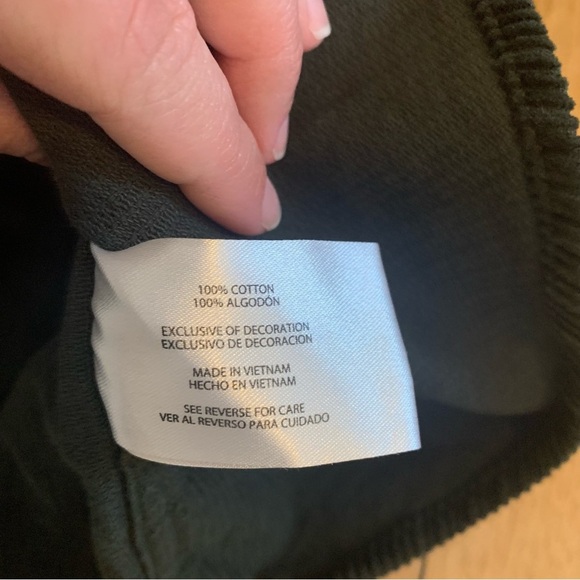 100% COTTON
100% ALGODÓN
EXCLUSIVE OF DECORATION
EXCLUSIVO DE DECORACION
MADE IN VIETNAM
HECHO EN VIETNAM
SEE REVERSE FOR CARE
VER AL REVERSO PARA CUIDADO